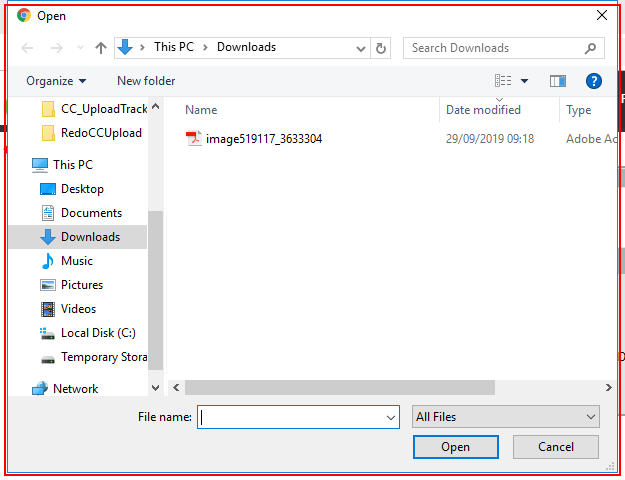 Open
This PC > Downloads
Search Downloads
Organize
New folder
?
CC_UploadTrack
RedoCCUpload
This PC
Desktop
Documents
Downloads
Music
Pictures
Videos
Local Disk (C:)
Temporary Stora
Network
Name
Date modified
Type
image519117_3633304
29/09/2019 09:18
Adobe Ac
File name:
All Files
Open
Cancel